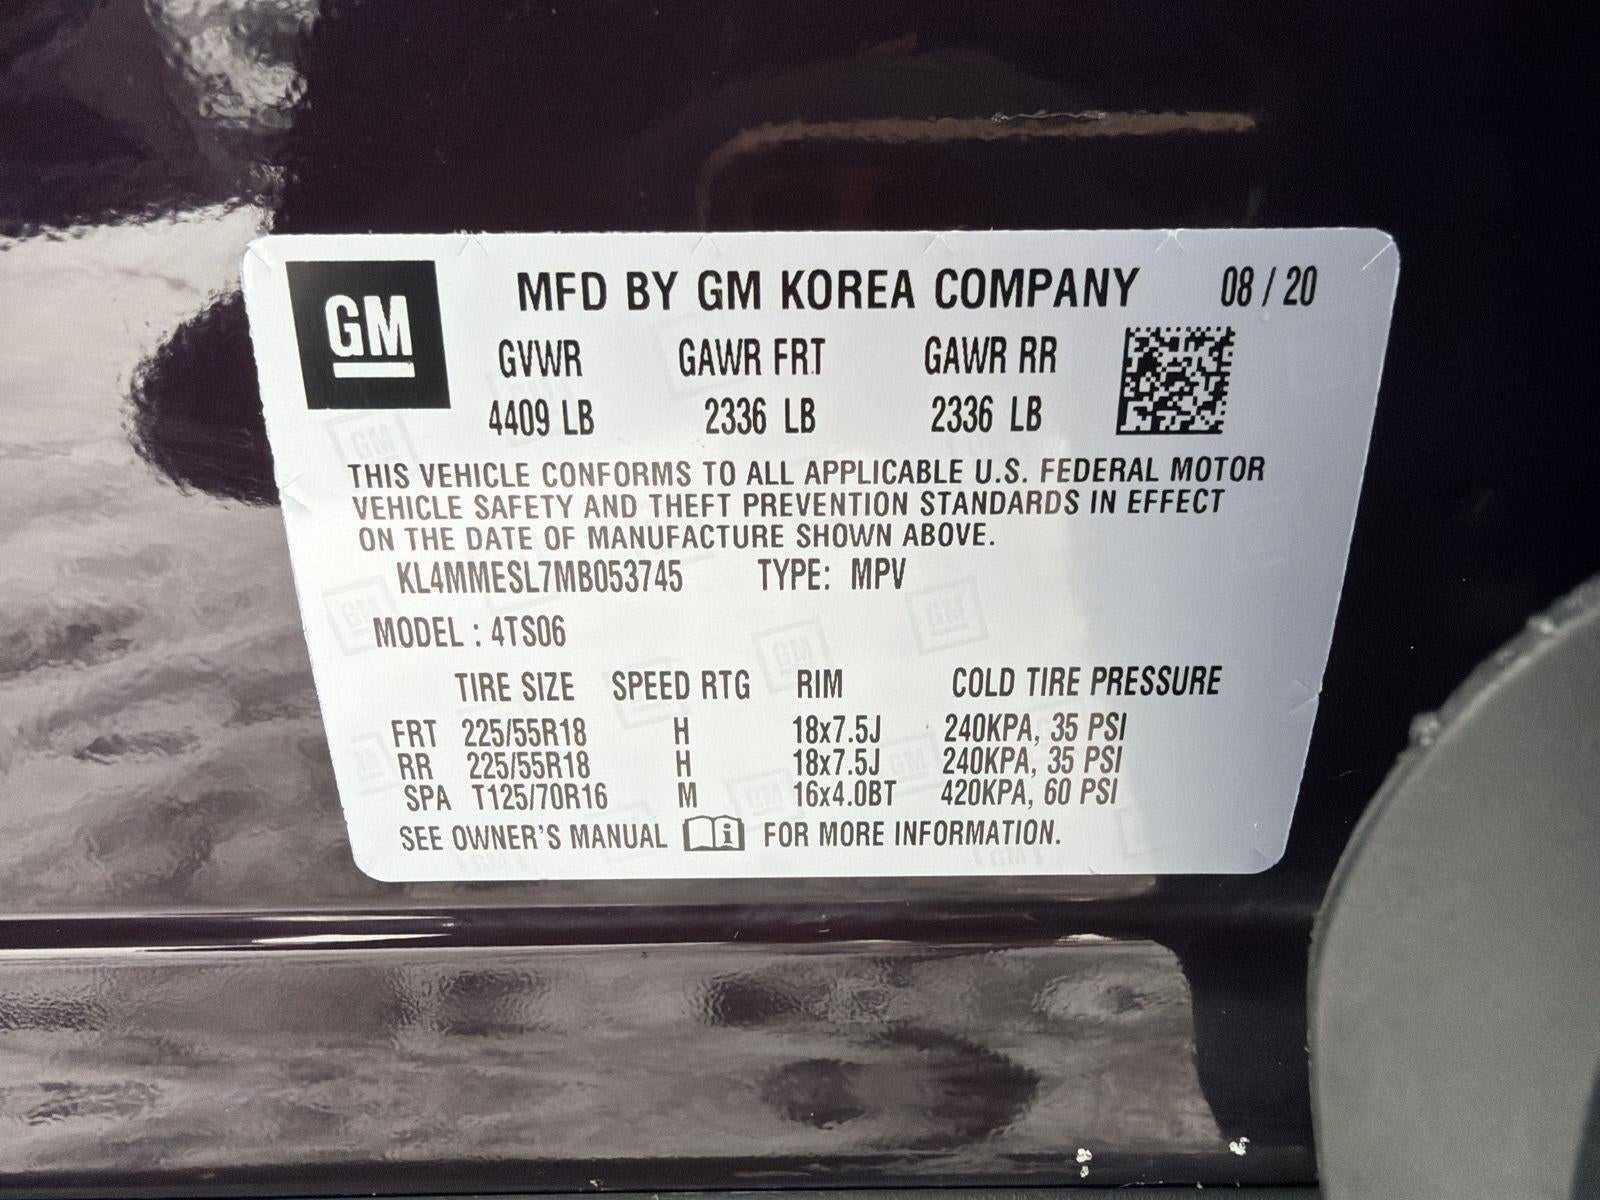 GM
MFD BY GM KOREA COMPANY 08 / 20
GVWR GAWR FRT GAWR RR
4409 LB 2336 LB 2336 LB
THIS VEHICLE CONFORMS TO ALL APPLICABLE U.S. FEDERAL MOTOR
VEHICLE SAFETY AND THEFT PREVENTION STANDARDS IN EFFECT
ON THE DATE OF MANUFACTURE SHOWN ABOVE.
KL4MMESL7MB053745 TYPE: MPV
MODEL : 4TS06
TIRE SIZE SPEED RTG RIM COLD TIRE PRESSURE
FRT 225/55R18 H 18x7.5J 240KPA, 35 PSI
RR 225/55R18 H 18x7.5J 240KPA, 35 PSI
SPA T125/70R16 M 16x4.0BT 420KPA, 60 PSI
SEE OWNER'S MANUAL i FOR MORE INFORMATION.